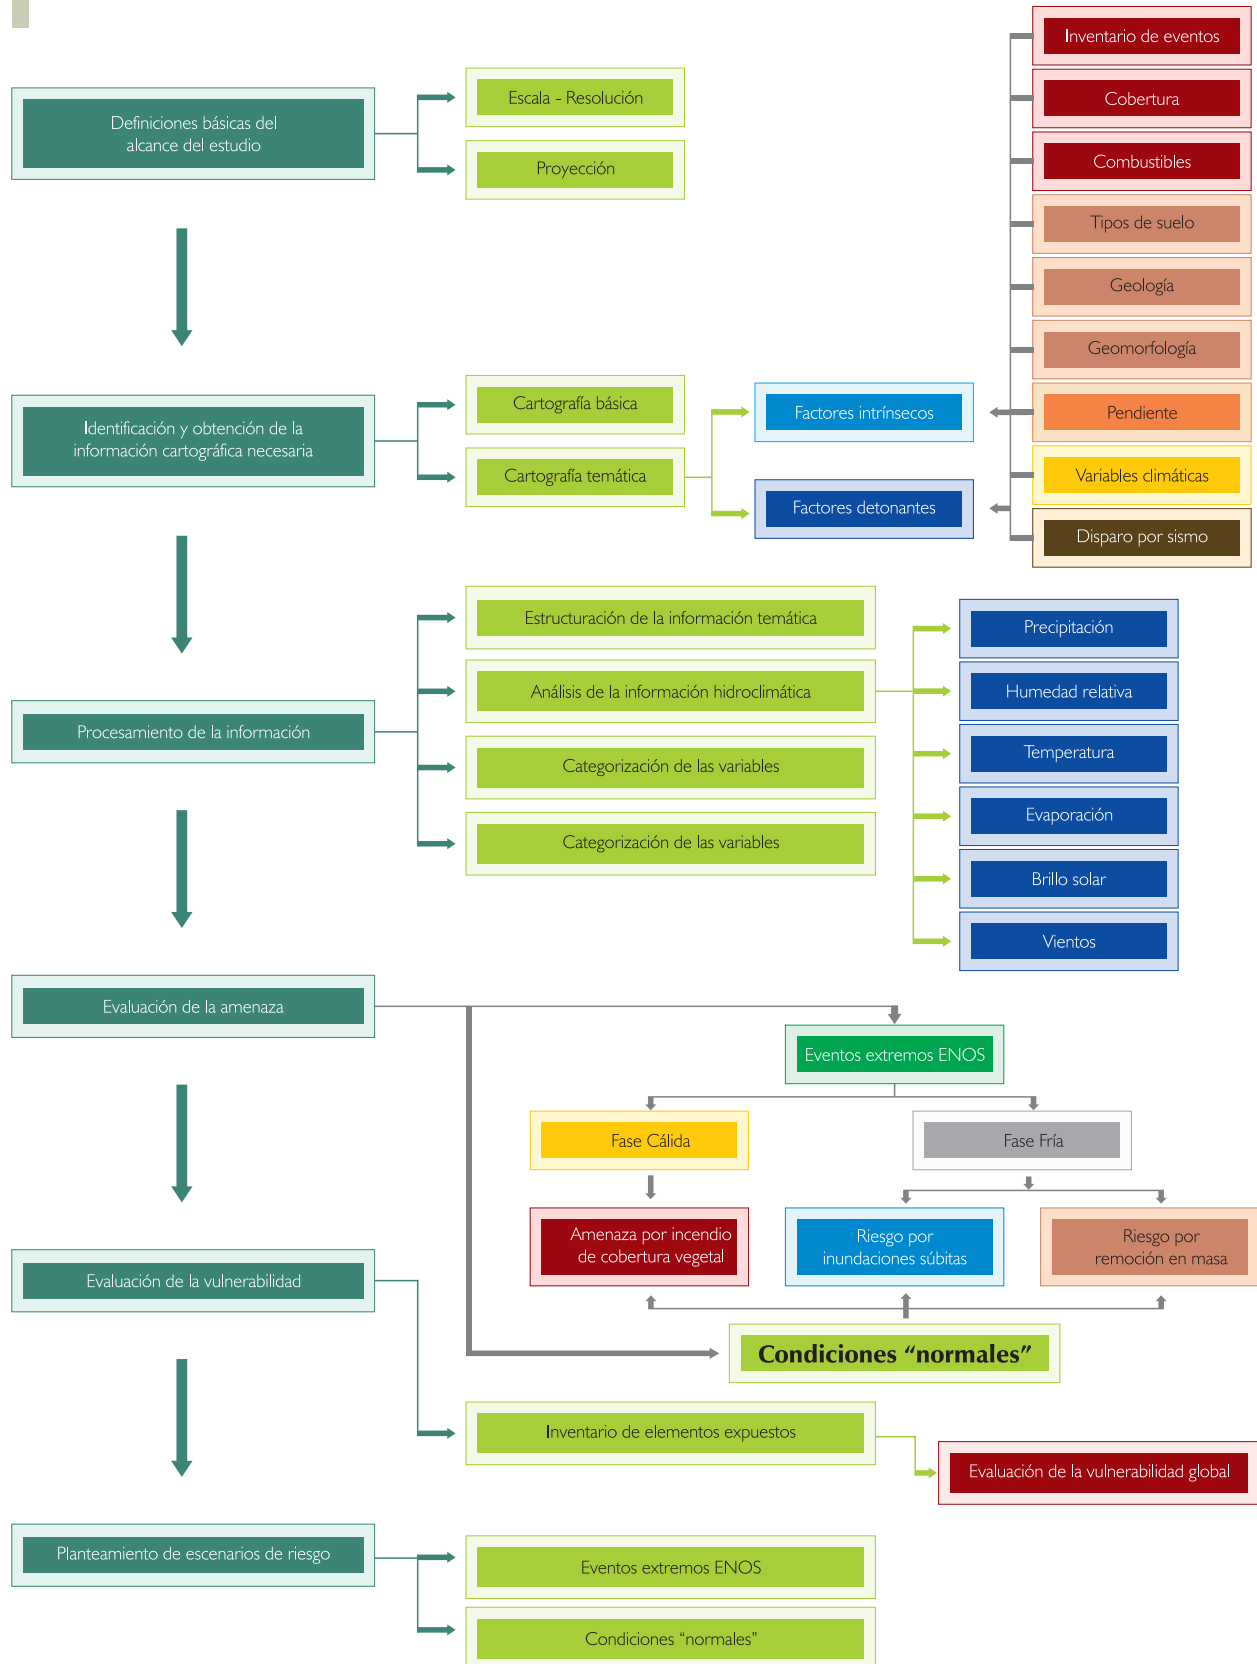 Definiciones básicas del
alcance del estudio
Escala - Resolución
Proyección
Inventario de eventos
Cobertura
Combustibles
Tipos de suelo
Geología
Geomorfología
Pendiente
Variables climáticas
Disparo por sismo
Identificación y obtención de la
información cartográfica necesaria
Cartografía básica
Cartografía temática
Factores intrínsecos
Factores detonantes
Procesamiento de la información
Estructuración de la información temática
Análisis de la información hidroclimática
Categorización de las variables
Categorización de las variables
Precipitación
Humedad relativa
Temperatura
Evaporación
Brillo solar
Vientos
Evaluación de la amenaza
Eventos extremos ENOS
Fase Cálida
Fase Fría
Amenaza por incendio
de cobertura vegetal
Riesgo por
inundaciones súbitas
Riesgo por
remoción en masa
Condiciones “normales”
Evaluación de la vulnerabilidad
Inventario de elementos expuestos
Evaluación de la vulnerabilidad global
Planteamiento de escenarios de riesgo
Eventos extremos ENOS
Condiciones “normales”